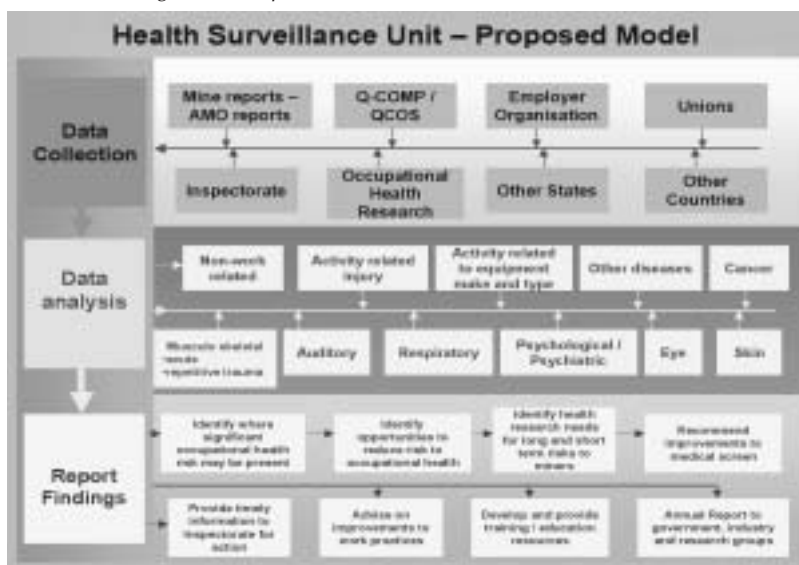 Health Surveillance Unit – Proposed Model
Data
Collection
Mine reports –
AMO reports
Q-COMP /
QCOS
Employer
Organisation
Unions
Inspectorate
Occupational
Health
Research
Other States
Other
Countries
Data
analysis
Non-work
related
Activity related
injury
Activity related
to equipment
make and type
Other diseases
Cancer
Musculo skeletal
repetitive trauma
Auditory
Respiratory
Psychological /
Psychiatric
Eye
Skin
Report
Findings
Identify where
significant
occupational health
risk may be present
Identify
opportunities to
reduce risk to
occupational health
Identify health
research needs
for long and short
term risks to
miners
Recommend
improvements to
medical screen
Provide timely
information to
inspectorate for
action
Advise on
improvements to
work practices
Develop and provide
training / education
resources
Annual Report to
government, industry
and research groups